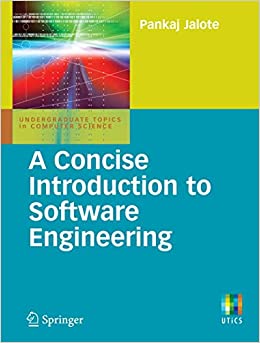 Pankaj Jalote
UNDERGRADUATE TOPICS
IN COMPUTER SCIENCE
A Concise
Introduction to
Software
Engineering
Springer
UTiCS